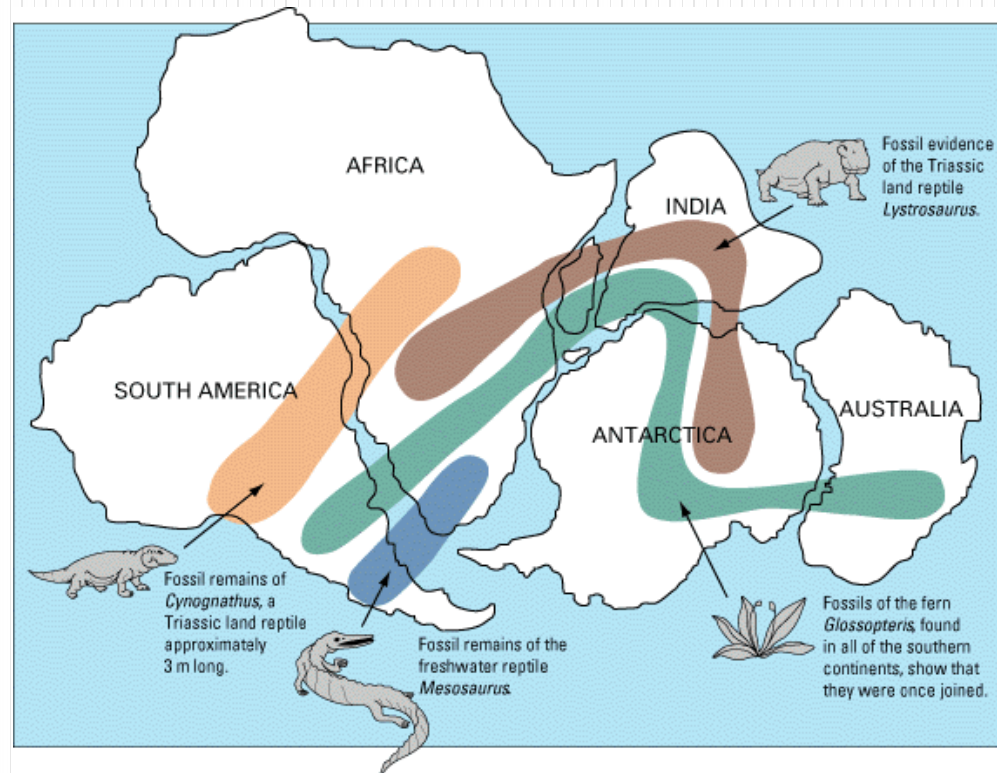 AFRICA
Fossil evidence
of the Triassic
land reptile
Lystrosaurus.
INDIA
SOUTH AMERICA
AUSTRALIA
ANTARCTICA
Fossil remains of
Cynognathus, a
Triassic land reptile
approximately
3 m long.
Fossil remains of the
freshwater reptile
Mesosaurus.
Fossils of the fern
Glossopteris, found
in all of the southern
continents, show that
they were once joined.